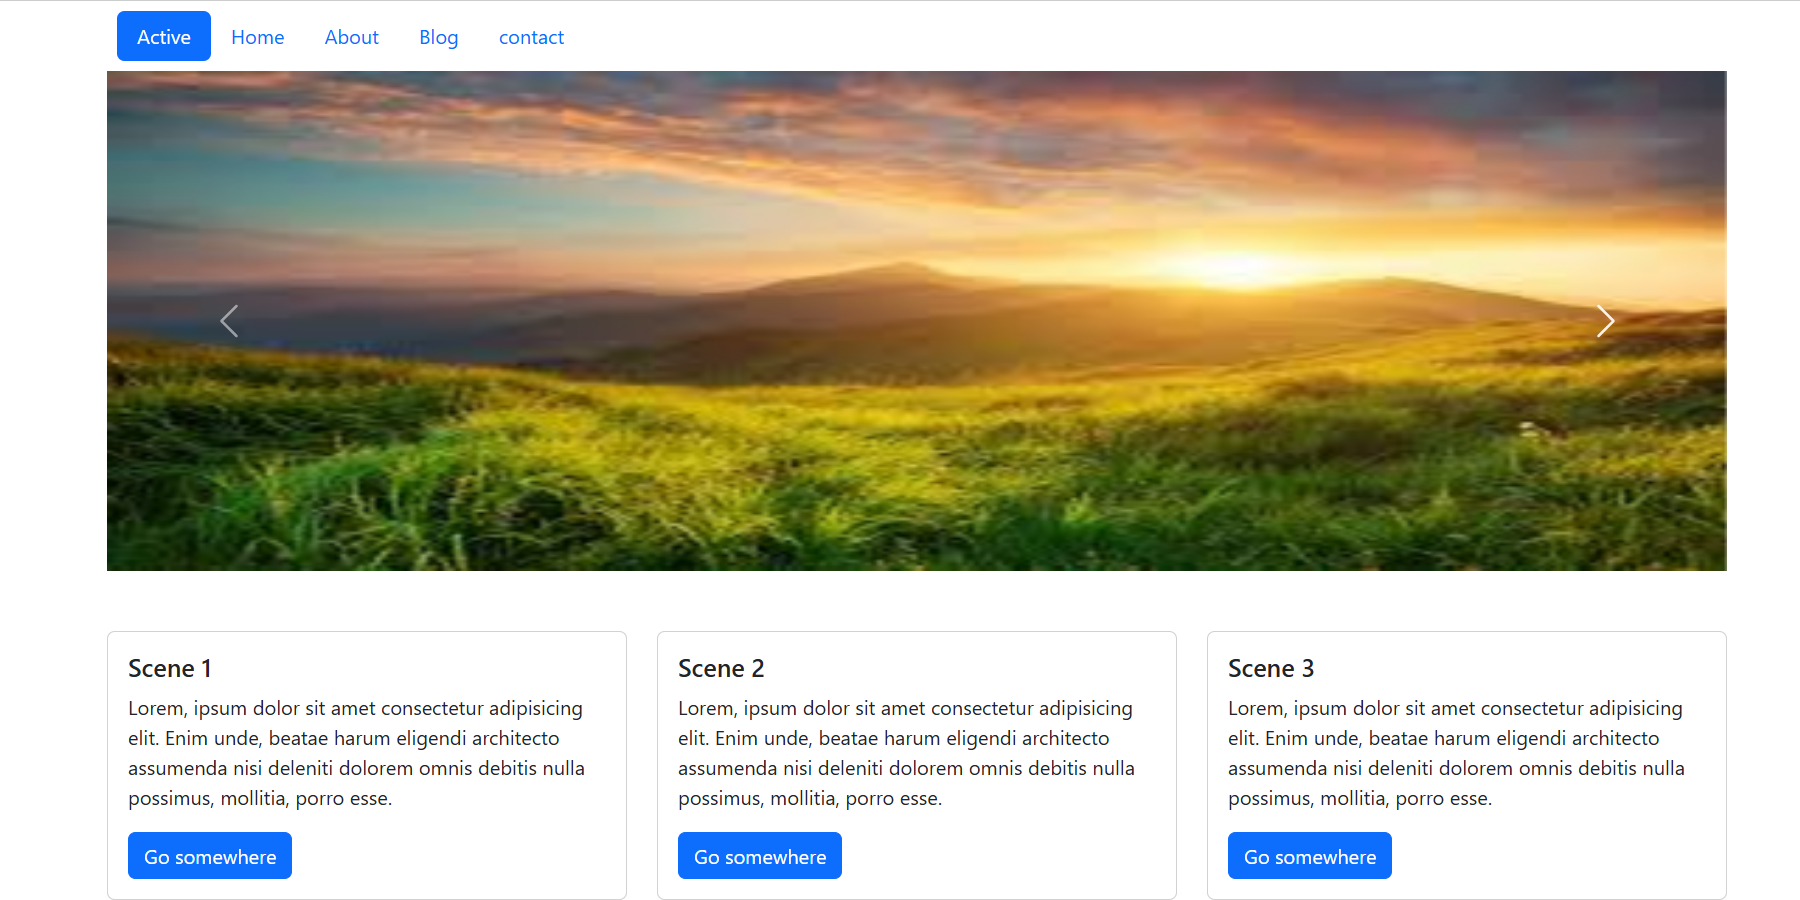 Active Home About Blog contact
Scene 1
Lorem, ipsum dolor sit amet consectetur adipisicing
elit. Enim unde, beatae harum eligendi architecto
assumenda nisi deleniti dolorem omnis debitis nulla
possimus, mollitia, porro esse.
Go somewhere
Scene 2
Lorem, ipsum dolor sit amet consectetur adipisicing
elit. Enim unde, beatae harum eligendi architecto
assumenda nisi deleniti dolorem omnis debitis nulla
possimus, mollitia, porro esse.
Go somewhere
Scene 3
Lorem, ipsum dolor sit amet consectetur adipisicing
elit. Enim unde, beatae harum eligendi architecto
assumenda nisi deleniti dolorem omnis debitis nulla
possimus, mollitia, porro esse.
Go somewhere